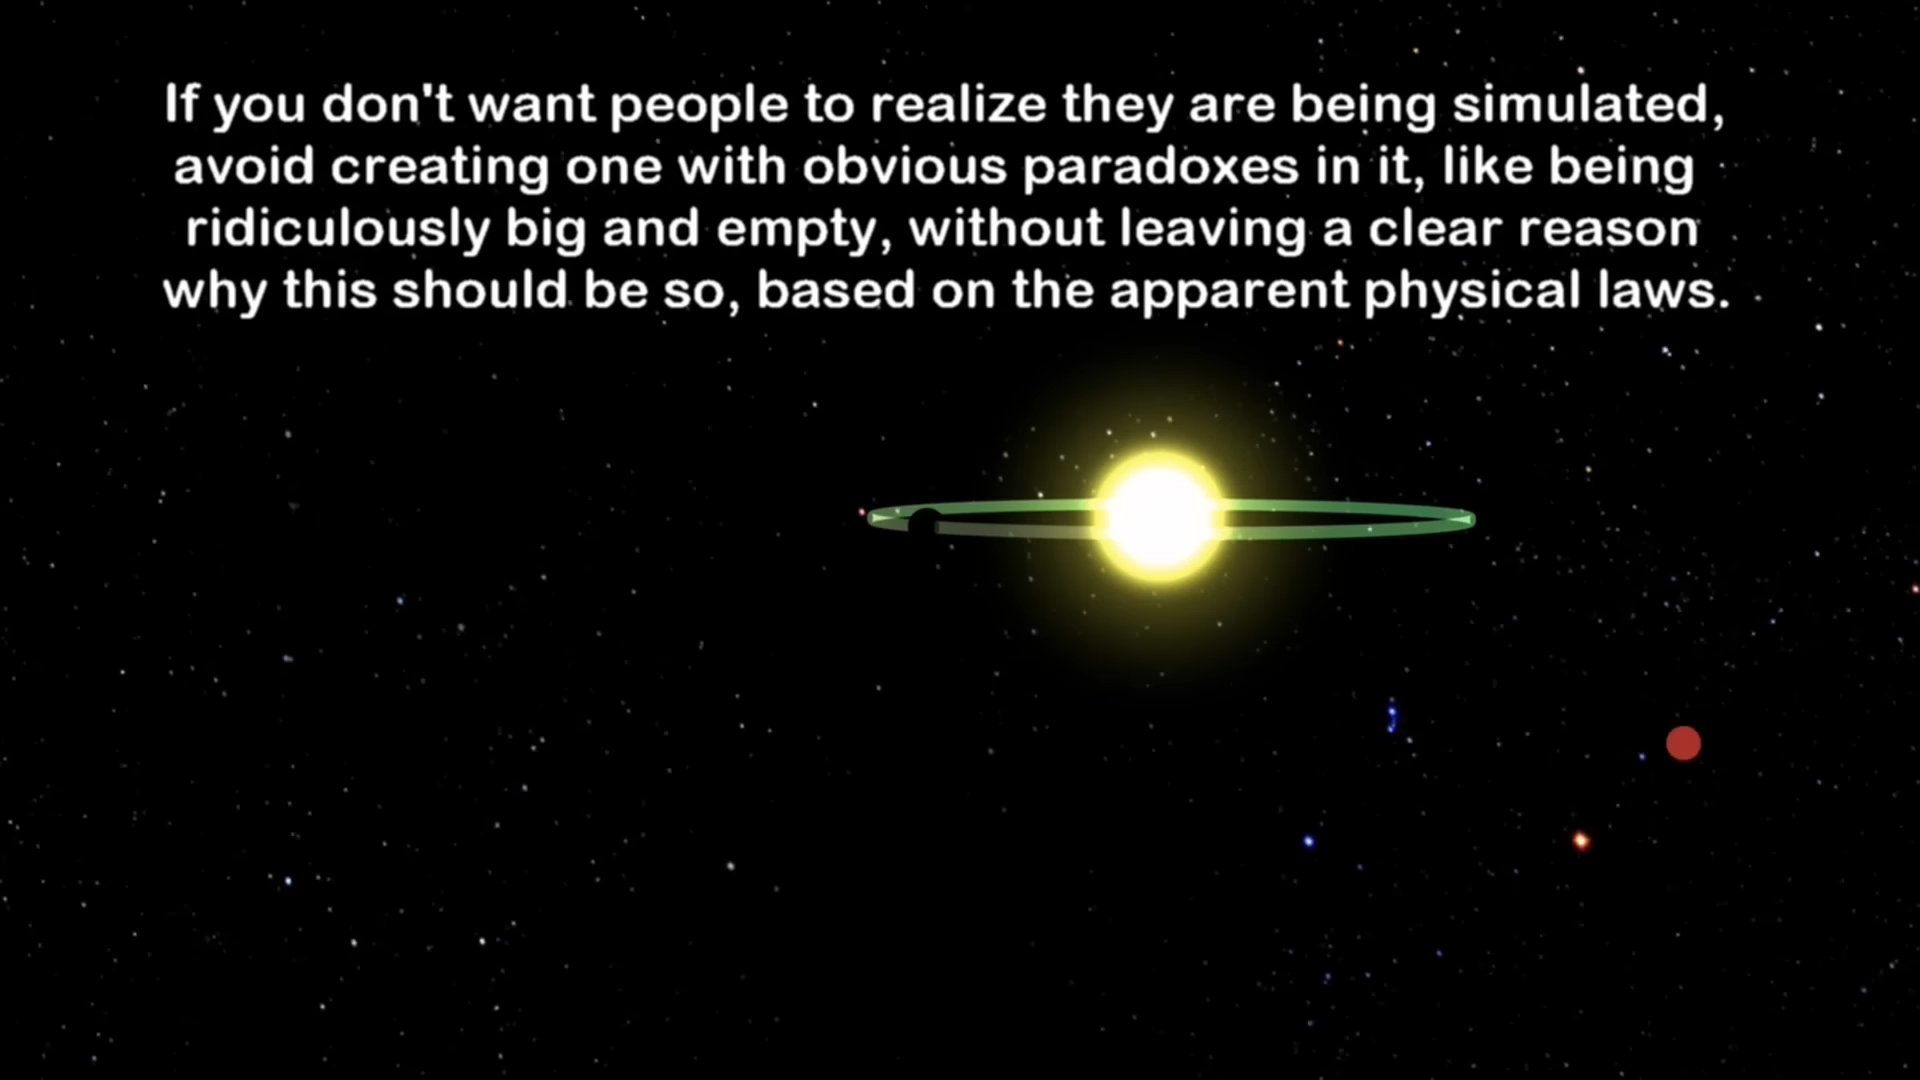 If you don't want people to realize they are being simulated,
avoid creating one with obvious paradoxes in it, like being
ridiculously big and empty, without leaving a clear reason
why this should be so, based on the apparent physical laws.